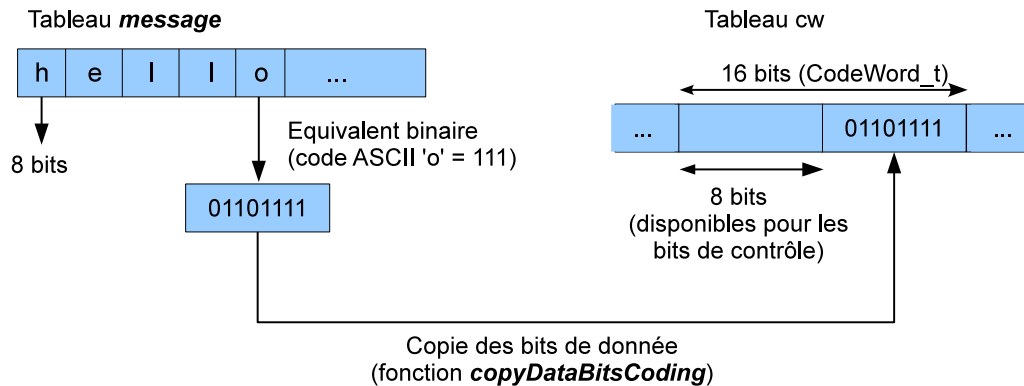 Tableau message
h e l l o ...
8 bits
Equivalent binaire
(code ASCII 'o' = 111)
01101111
Tableau cw
16 bits (CodeWord_t)
... 01101111 ...
8 bits
(disponibles pour les
bits de contrôle)
Copie des bits de donnée
(fonction copyDataBitsCoding)